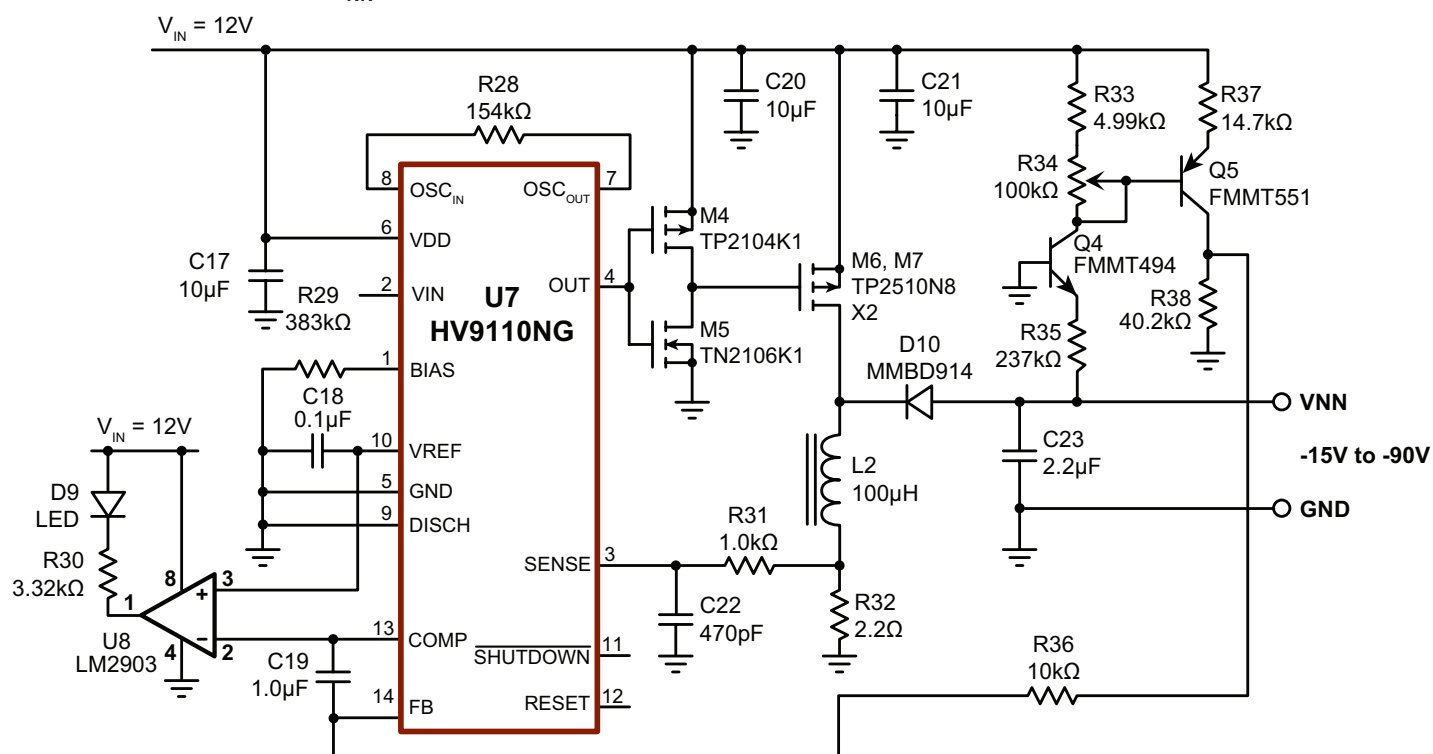 NN
V_IN = 12V
R28
154kΩ
C20
10µF
C21
10µF
R33
4.99kΩ
R37
14.7kΩ
R34
100kΩ
Q5
FMMT551
8
OSC_IN
7
OSC_OUT
6
VDD
M4
TP2104K1
Q4
FMMT494
C17
10µF
2
VIN
U7
HV9110NG
OUT
4
M6, M7
TP2510N8
X2
R29
383kΩ
R38
40.2kΩ
M5
TN2106K1
R35
237kΩ
1
BIAS
D10
MMBD914
C18
0.1µF
VNN
V_IN = 12V
10
VREF
C23
2.2µF
-15V to -90V
L2
100µH
5
GND
D9
LED
9
DISCH
GND
R31
1.0kΩ
R30
3.32kΩ
SENSE
3
8
3
+
1
C22
470pF
R32
2.2Ω
U8
LM2903
4
−
2
13
COMP
SHUTDOWN
11
C19
1.0µF
R36
10kΩ
14
FB
RESET
12